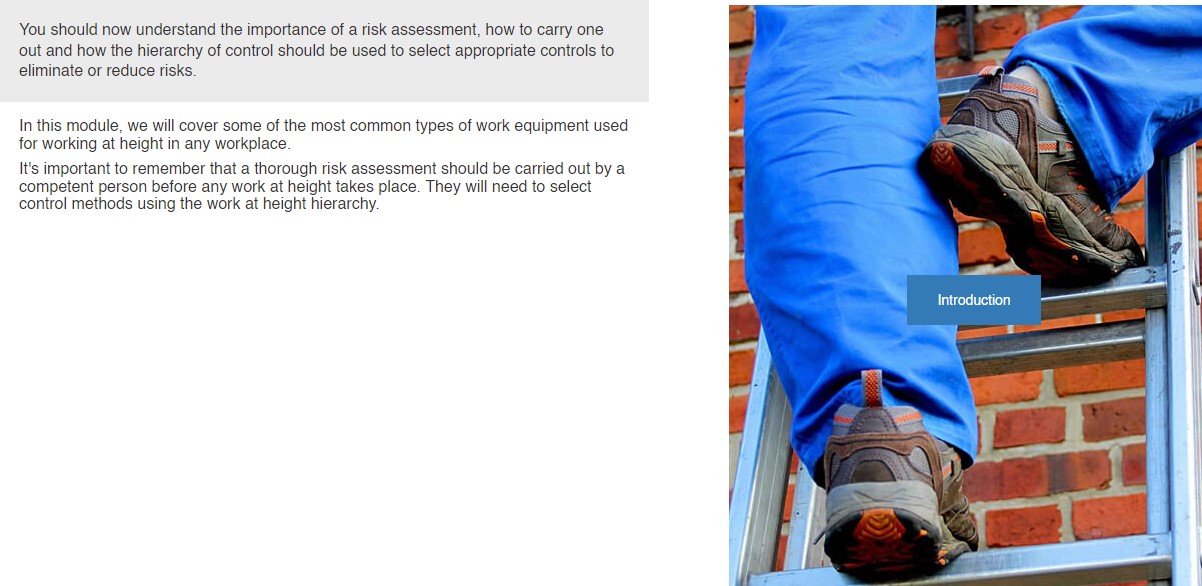 You should now understand the importance of a risk assessment, how to carry one
out and how the hierarchy of control should be used to select appropriate controls to
eliminate or reduce risks.
In this module, we will cover some of the most common types of work equipment used
for working at height in any workplace.
It's important to remember that a thorough risk assessment should be carried out by a
competent person before any work at height takes place. They will need to select
control methods using the work at height hierarchy.
Introduction